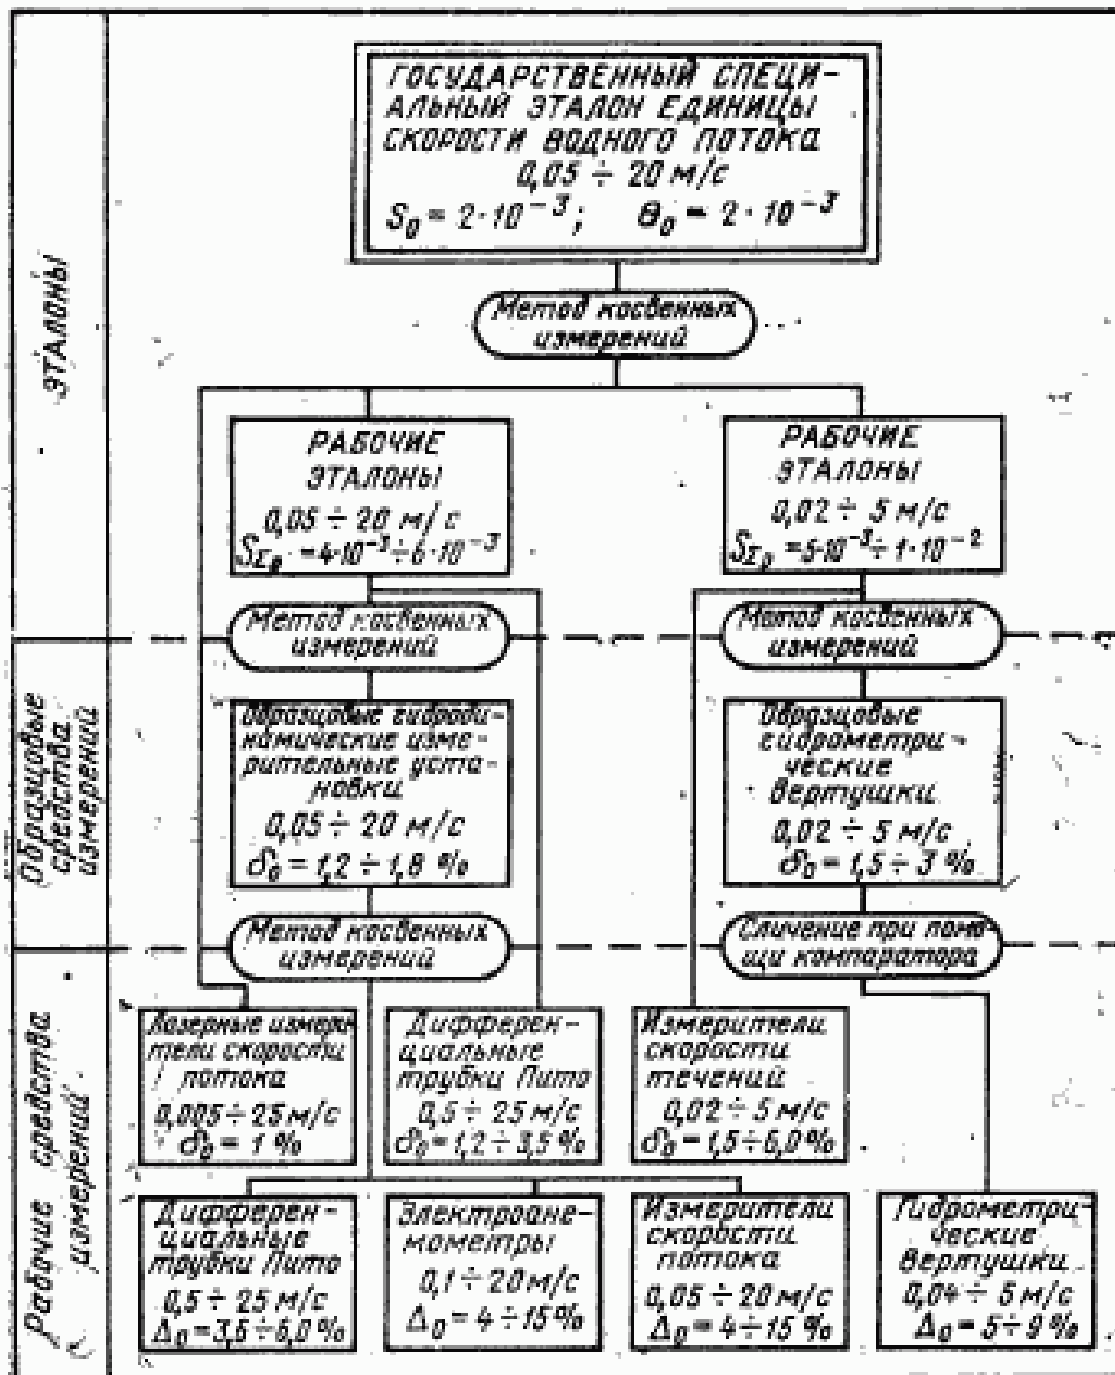 ГОСУДАРСТВЕННЫЙ СПЕЦИ-
АЛЬНЫЙ ЭТАЛОН ЕДИНИЦЫ
СКОРОСТИ ВОДНОГО ПОТОКА
0,05 ÷ 20 м/с
S₀ = 2·10⁻³; Θ₀ = 2·10⁻³
Метод косвенных
измерений
ЭТАЛОНЫ
РАБОЧИЕ
ЭТАЛОНЫ
0,05 ÷ 20 м/с
S_Σ₀ = 4·10⁻³ ÷ 6·10⁻³
РАБОЧИЕ
ЭТАЛОНЫ
0,02 ÷ 5 м/с
S_Σ₀ = 5·10⁻³ ÷ 1·10⁻²
Метод косвенных
измерений
Метод косвенных
измерений
Образцовые
средства
измерений
Образцовые гидроди-
намические изме-
рительные уста-
новки
0,05 ÷ 20 м/с
δ₀ = 1,2 ÷ 1,8 %
Образцовые
гидрометри-
ческие
вертушки
0,02 ÷ 5 м/с
δ₀ = 1,5 ÷ 3 %
Метод косвенных
измерений
Сличение при помо-
щи компаратора
Рабочие средства
измерений
Лазерные измери-
тели скорости
потока
0,005 ÷ 25 м/с
δ₀ = 1 %
Дифферен-
циальные
трубки Пито
0,5 ÷ 25 м/с
δ₀ = 1,2 ÷ 3,5 %
Измерители
скорости
течений
0,02 ÷ 5 м/с
δ₀ = 1,5 ÷ 6,0 %
Дифферен-
циальные
трубки Пито
0,5 ÷ 25 м/с
Δ₀ = 3,5 ÷ 6,0 %
Электроане-
мометры
0,1 ÷ 20 м/с
Δ₀ = 4 ÷ 15 %
Измерители
скорости
потока
0,05 ÷ 20 м/с
Δ₀ = 4 ÷ 15 %
Гидрометри-
ческие
вертушки
0,04 ÷ 5 м/с
Δ₀ = 5 ÷ 9 %